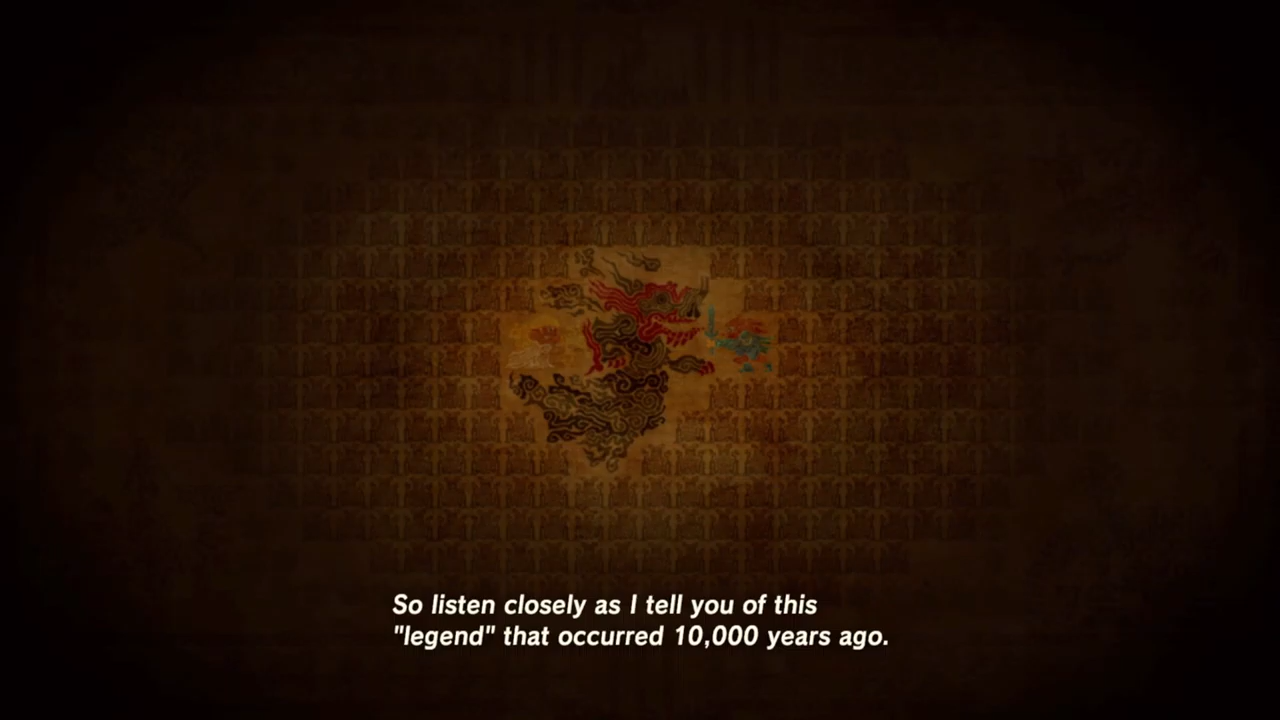 So listen closely as I tell you of this
"legend" that occurred 10,000 years ago.